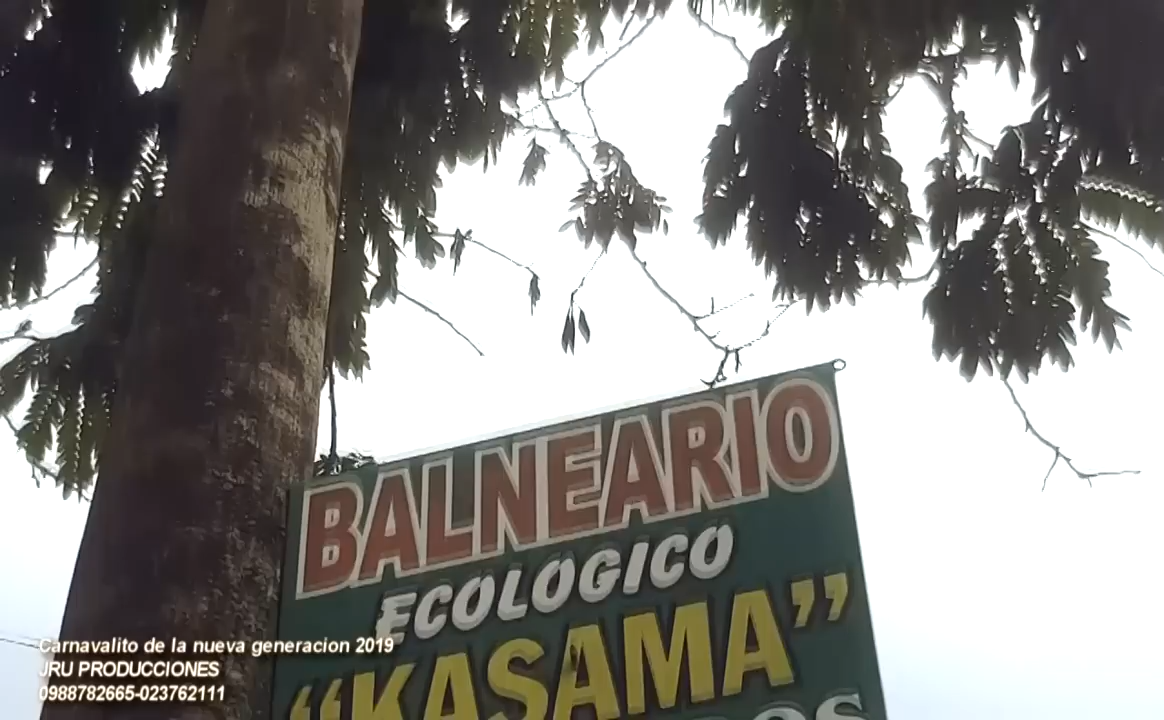 BALNEARIO
ECOLOGICO
“KASAMA”
Carnavalito de la nueva generacion 2019
JRU PRODUCCIONES
0988782665-023762111